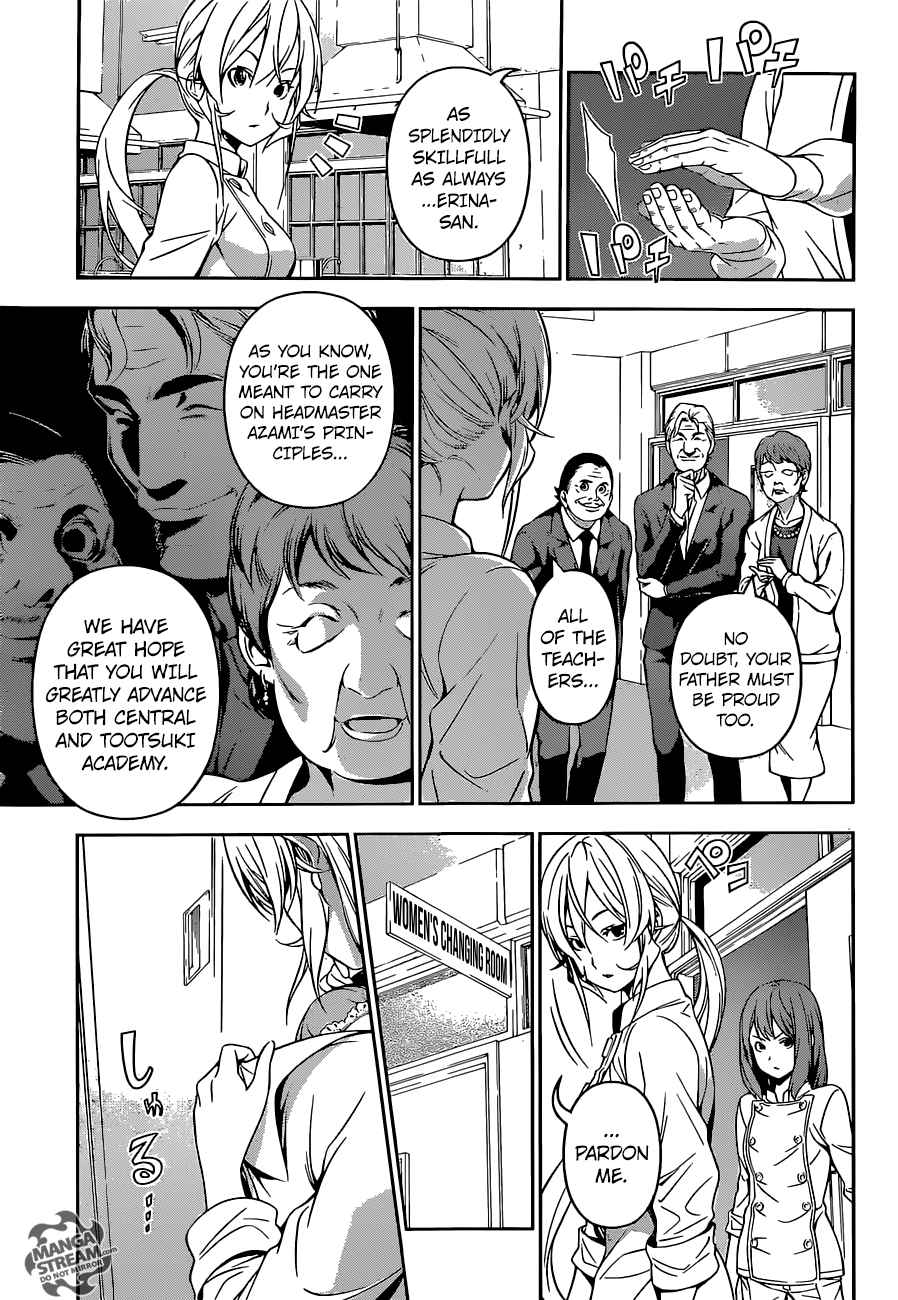 パチ パチ
パチ
AS
SPLENDIDLY
SKILLFULL
AS ALWAYS
...ERINA-
SAN.
NO
DOUBT, YOUR
FATHER MUST
BE PROUD
TOO.
ALL
OF THE
TEACH-
ERS...
AS YOU KNOW,
YOU'RE THE ONE
MEANT TO CARRY
ON HEADMASTER
AZAMI'S PRIN-
CIPLES...
WE HAVE
GREAT HOPE
THAT YOU WILL
GREATLY ADVANCE
BOTH CENTRAL
AND TOOTSUKI
ACADEMY.
ペコ
...
PARDON
ME.
WOMEN'S CHANGING ROOM
しゅる...
MANGA
STREAM.com
DO NOT MIRROR